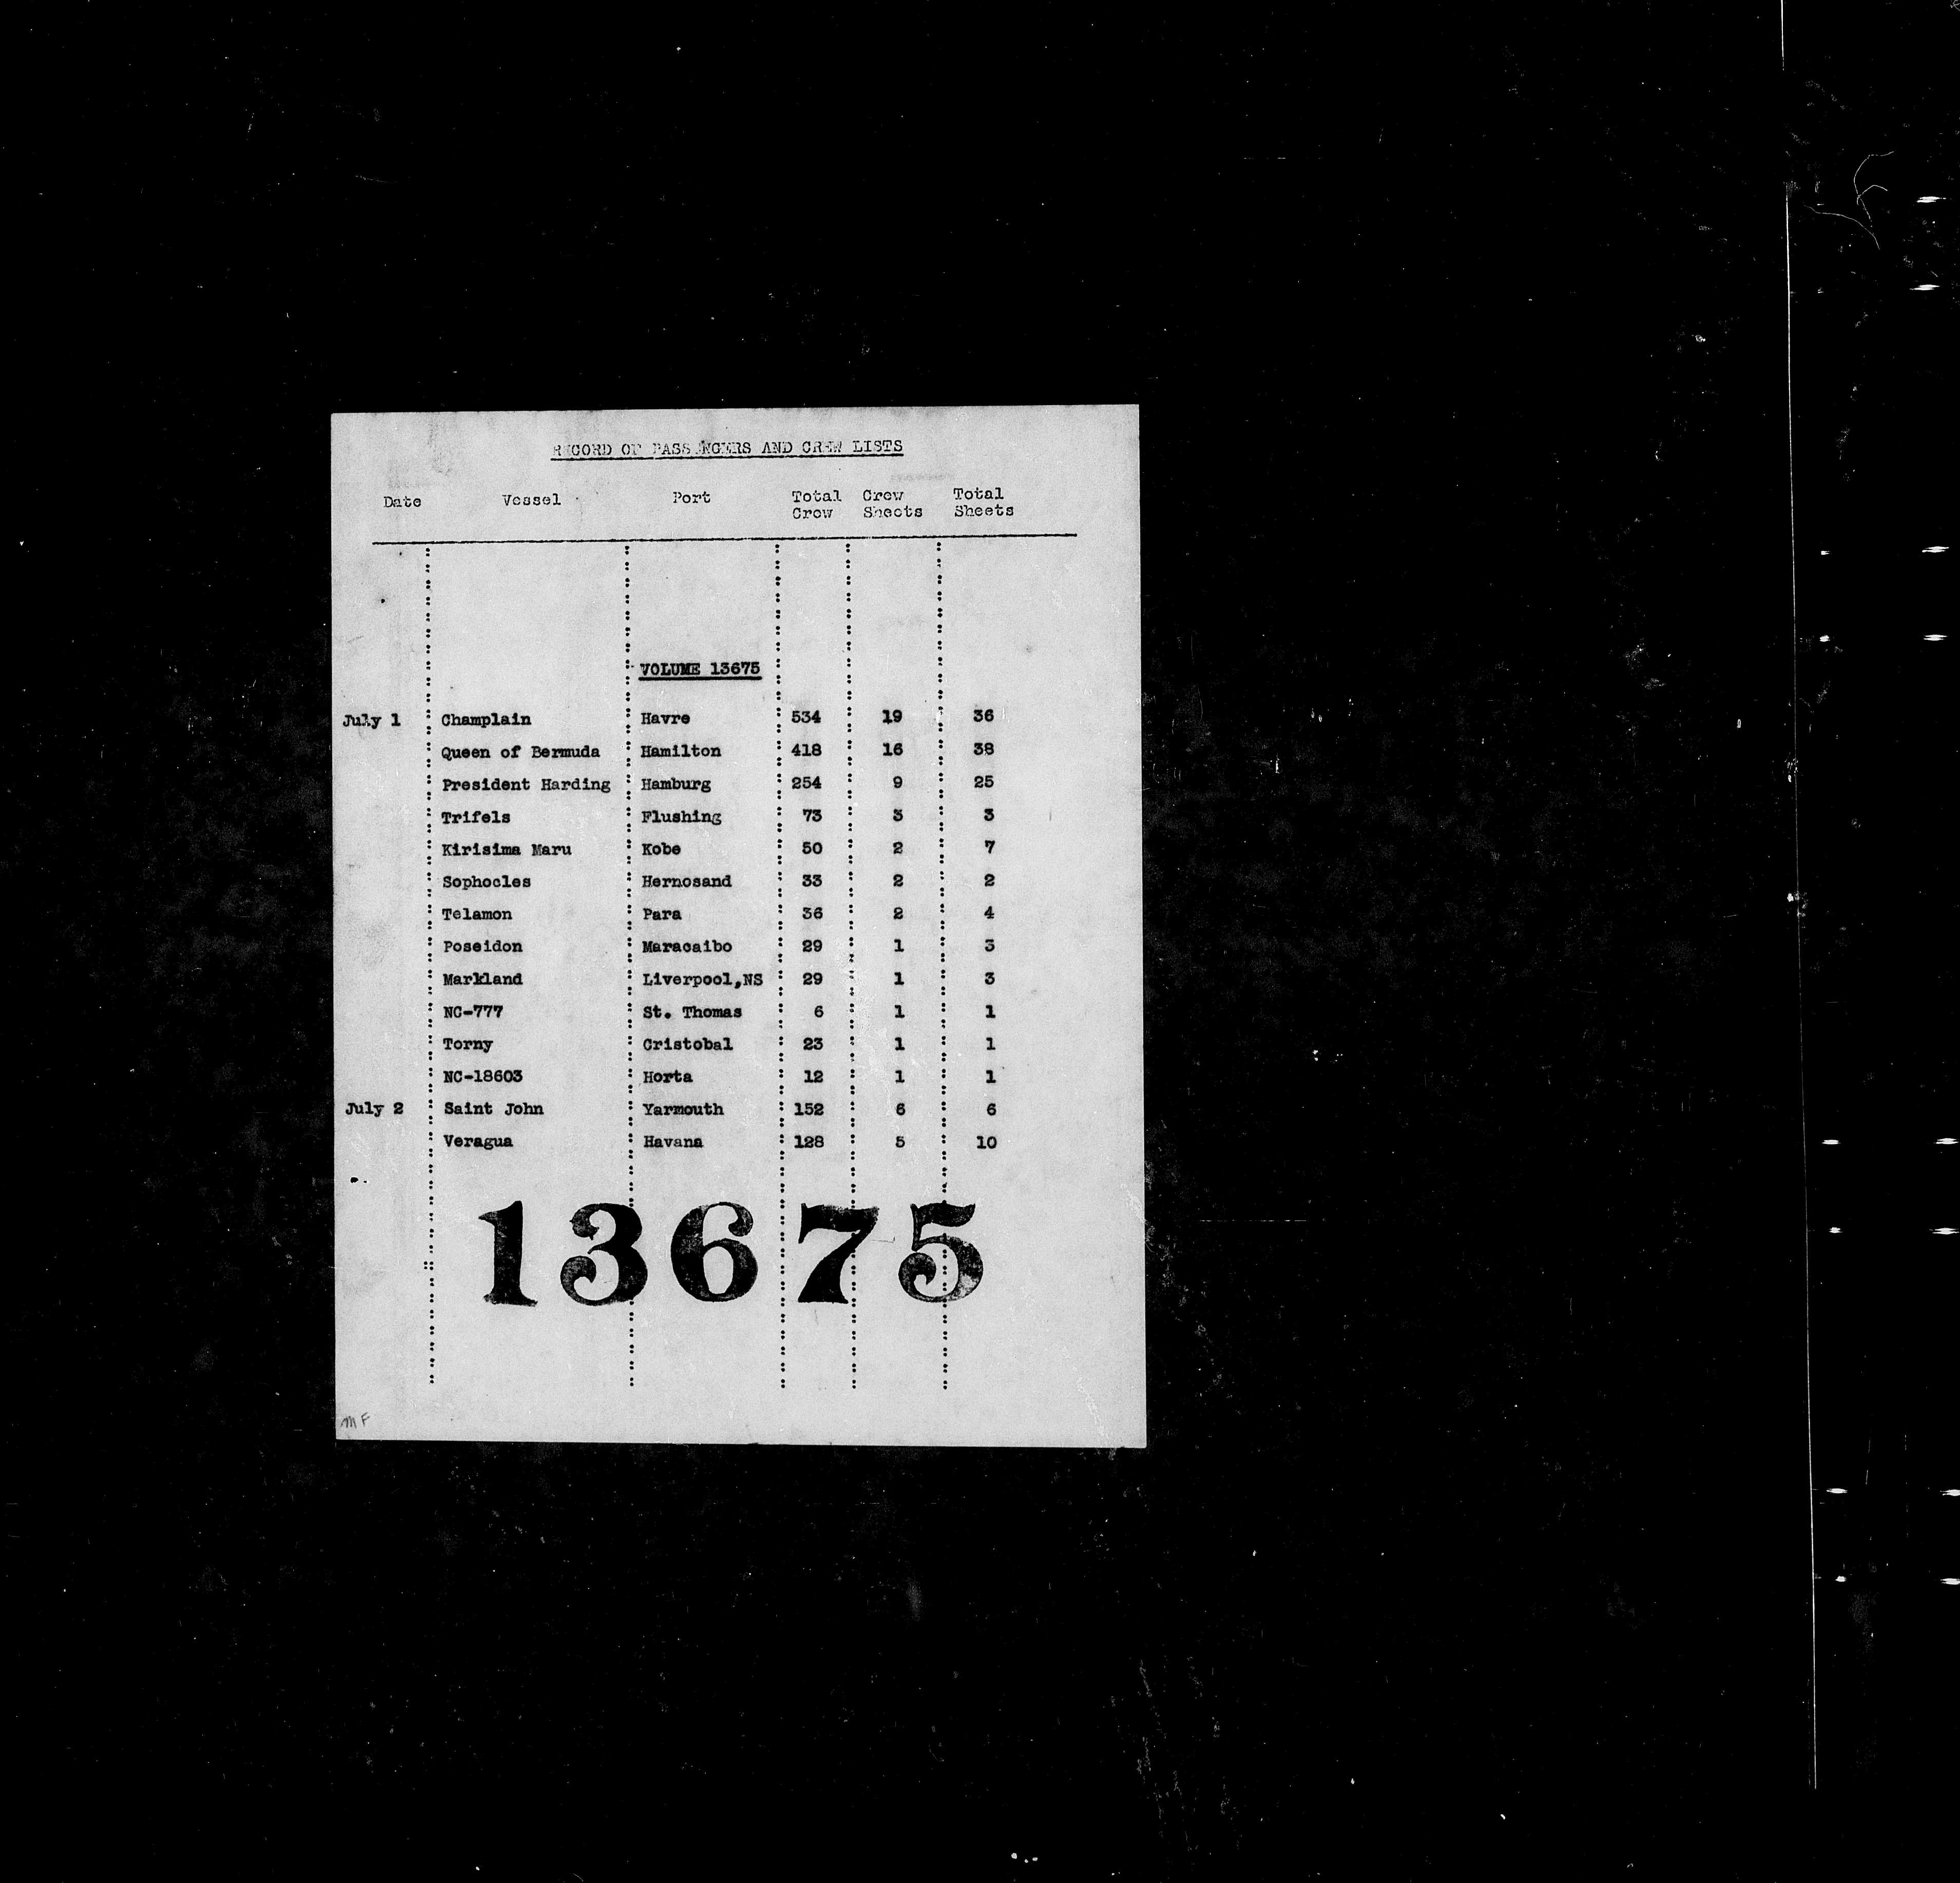 RECORD OF PASSENGERS AND CREW LISTS
Date Vessel Port Total Crew Crew Sheets Total Sheets
VOLUME 13675
July 1 Champlain Havre 534 19 36
Queen of Bermuda Hamilton 418 16 38
President Harding Hamburg 254 9 25
Trifels Flushing 73 3 3
Kirisima Maru Kobe 50 2 7
Sophocles Hernosand 33 2 2
Telamon Para 36 2 4
Poseidon Maracaibo 29 1 3
Markland Liverpool,NS 29 1 3
NC-777 St. Thomas 6 1 1
Torny Cristobal 23 1 1
NC-18603 Horta 12 1 1
July 2 Saint John Yarmouth 152 6 6
Veragua Havana 128 5 10
13675
MF